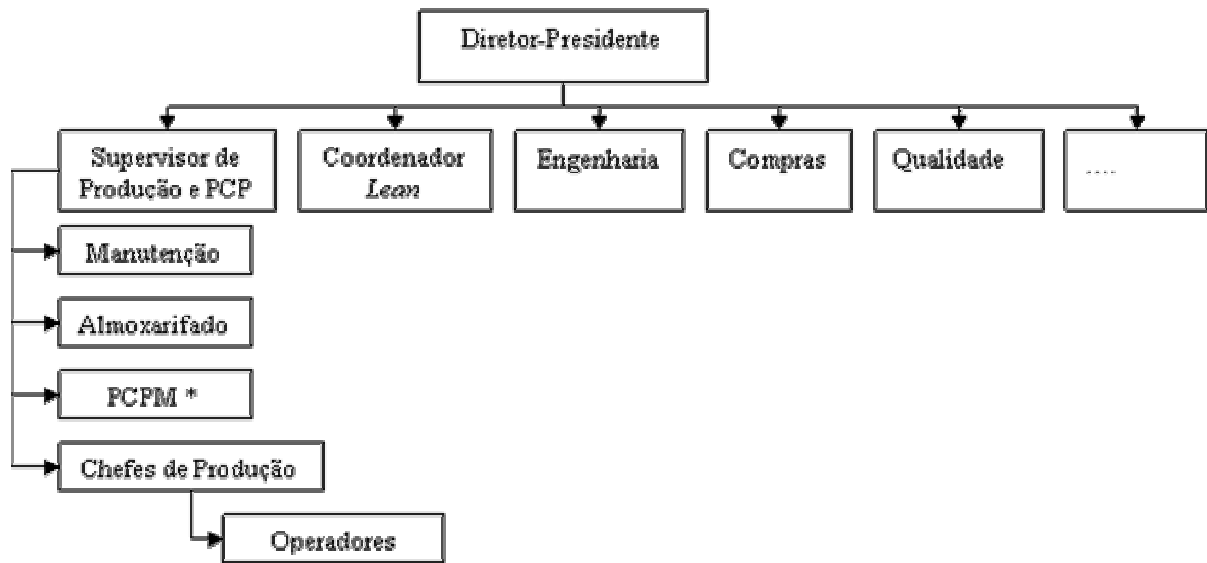 Diretor-Presidente
Supervisor de
Produção e PCP
Coordenador
Lean
Engenharia
Compras
Qualidade
....
Manutenção
Almoxarifado
PCPM *
Chefes de Produção
Operadores